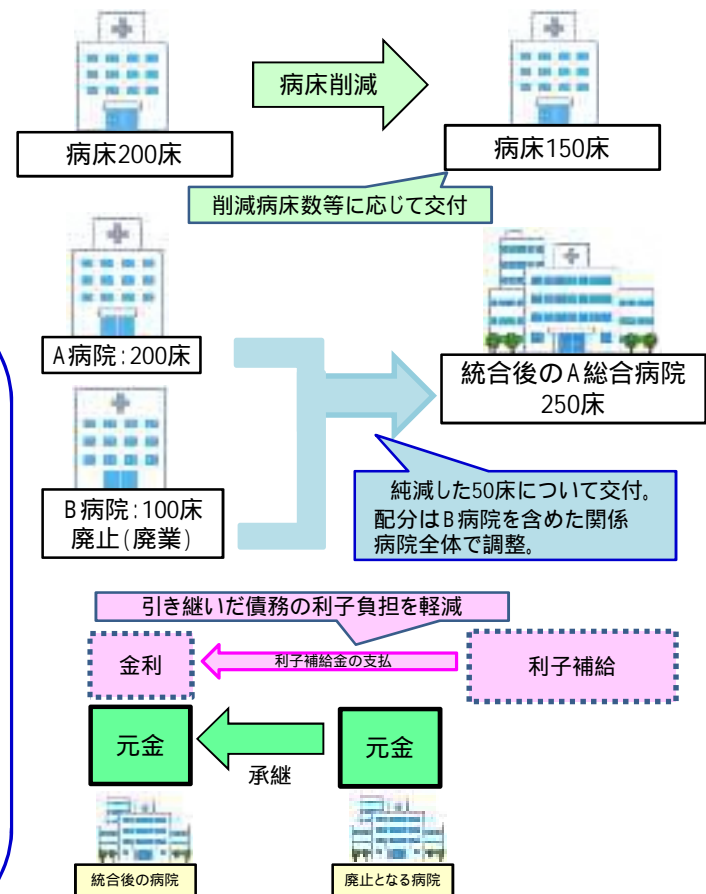 病床削減
病床200床
病床150床
削減病床数等に応じて交付
A病院:200床
統合後のA総合病院
250床
B病院:100床
廃止(廃業)
純減した50床について交付。
配分はB病院を含めた関係
病院全体で調整。
引き継いだ債務の利子負担を軽減
金利
利子補給金の支払
利子補給
元金
元金
承継
統合後の病院
廃止となる病院